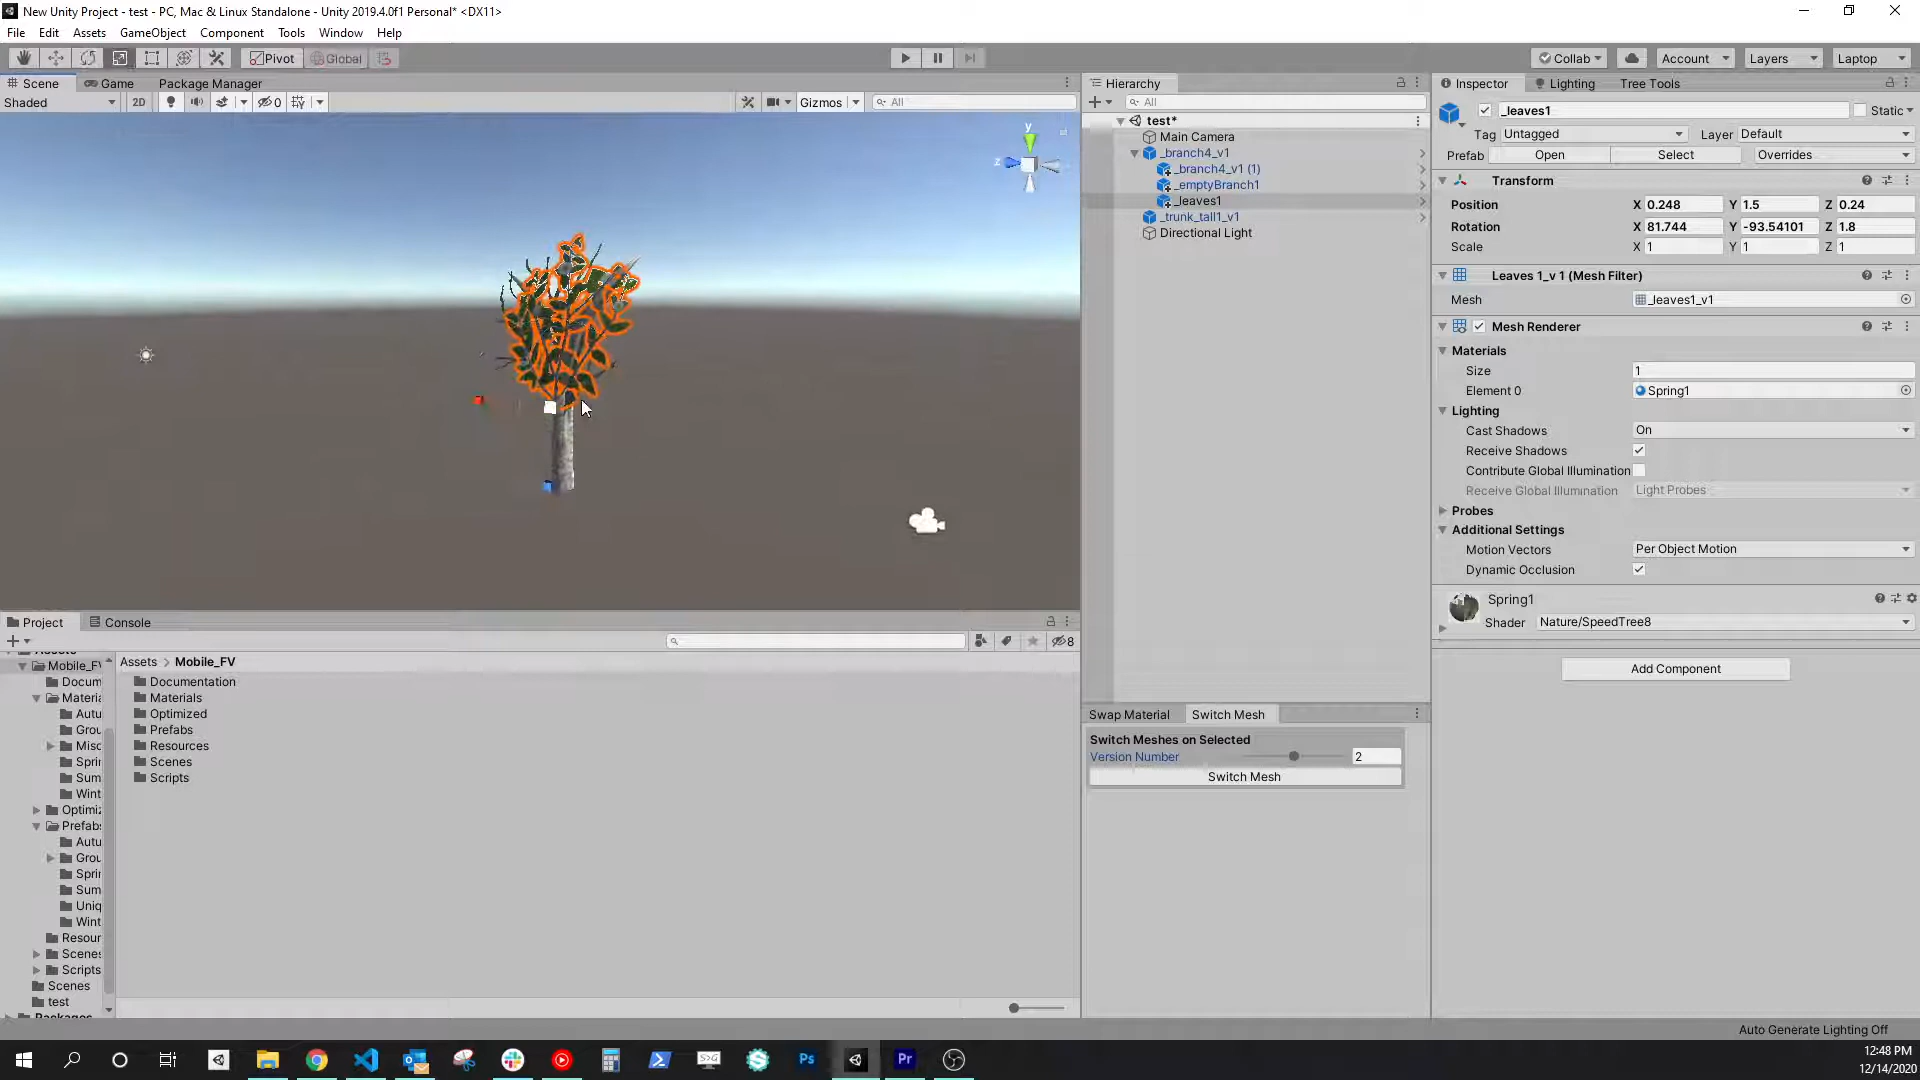 New Unity Project - test - PC, Mac & Linux Standalone - Unity 2019.4.0f1 Personal* <DX11>
File Edit Assets GameObject Component Tools Window Help
Pivot Global Collab Account Layers Laptop
Scene Game Package Manager
Shaded 2D 0 Gizmos All
y
z
Hierarchy
All
test*
Main Camera
_branch4_v1
_branch4_v1 (1)
_emptyBranch1
_leaves1
_trunk_tall1_v1
Directional Light
Inspector Lighting Tree Tools
_leaves1 Static
Tag Untagged Layer Default
Prefab Open Select Overrides
Transform
Position X 0.248 Y 1.5 Z 0.24
Rotation X 81.744 Y -93.54101 Z 1.8
Scale X 1 Y 1 Z 1
Leaves 1_v 1 (Mesh Filter)
Mesh _leaves1_v1
Mesh Renderer
Materials
Size 1
Element 0 Spring1
Lighting
Cast Shadows On
Receive Shadows
Contribute Global Illumination
Receive Global Illumination Light Probes
Probes
Additional Settings
Motion Vectors Per Object Motion
Dynamic Occlusion
Spring1
Shader Nature/SpeedTree8
Add Component
Project Console
8
Mobile_FV
Docum
Materia
Autu
Grou
Misc
Sprin
Sum
Wint
Optimiz
Prefabs
Autu
Grou
Sprin
Sum
Uniq
Wint
Resour
Scenes
Scripts
Scenes
test
Packages
Assets > Mobile_FV
Documentation
Materials
Optimized
Prefabs
Resources
Scenes
Scripts
Swap Material Switch Mesh
Switch Meshes on Selected
Version Number 2
Switch Mesh
Auto Generate Lighting Off
Ps Pr
12:48 PM
12/14/2020